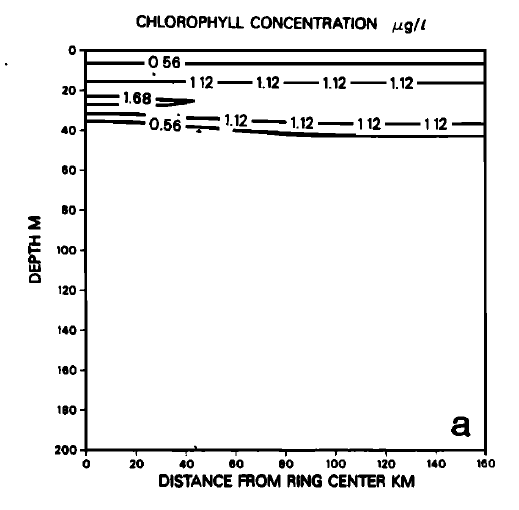 CHLOROPHYLL CONCENTRATION μg/l
0
0 56
1 12 1.12 1.12 1.12
20
1.68
1.12 1.12 1 12 1 12
0.56
40
60
80
100
120
140
160
180
200
DEPTH M
a
0 20 40 60 80 100 120 140 160
DISTANCE FROM RING CENTER KM